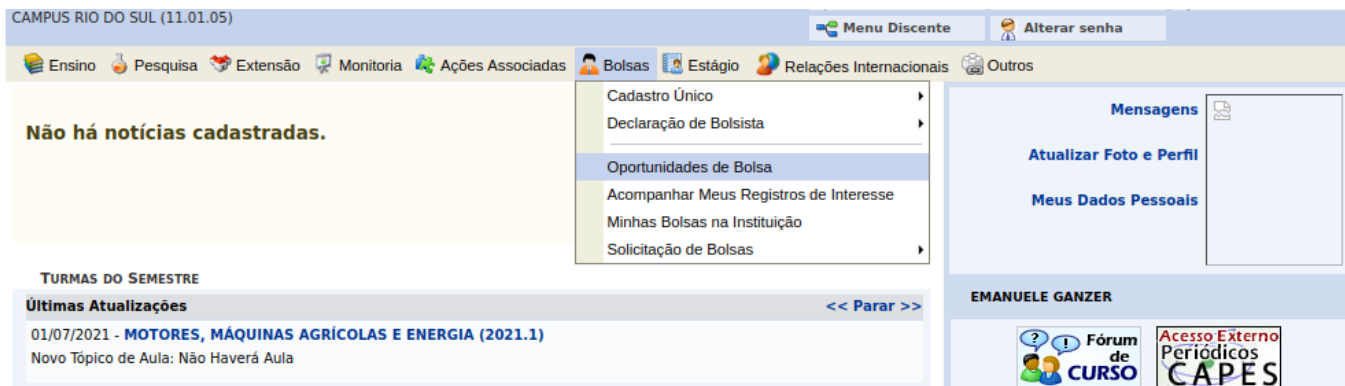 CAMPUS RIO DO SUL (11.01.05)
Menu Discente
Alterar senha
Ensino Pesquisa Extensão Monitoria Ações Associadas Bolsas Estágio Relações Internacionais Outros
Cadastro Único
Declaração de Bolsista
Oportunidades de Bolsa
Acompanhar Meus Registros de Interesse
Minhas Bolsas na Instituição
Solicitação de Bolsas
Não há notícias cadastradas.
Mensagens
Atualizar Foto e Perfil
Meus Dados Pessoais
TURMAS DO SEMESTRE
Últimas Atualizações
<< Parar >>
01/07/2021 - MOTORES, MÁQUINAS AGRÍCOLAS E ENERGIA (2021.1)
Novo Tópico de Aula: Não Haverá Aula
EMANUELE GANZER
Fórum
de
CURSO
Acesso Externo
Periódicos
CAPES